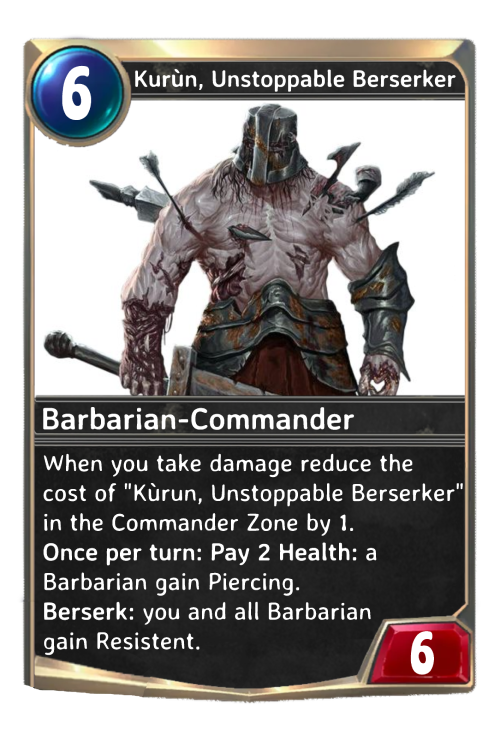 6
Kurùn, Unstoppable Berserker
Barbarian-Commander
When you take damage reduce the
cost of "Kùrun, Unstoppable Berserker"
in the Commander Zone by 1.
Once per turn: Pay 2 Health: a
Barbarian gain Piercing.
Berserk: you and all Barbarian
gain Resistent.
6